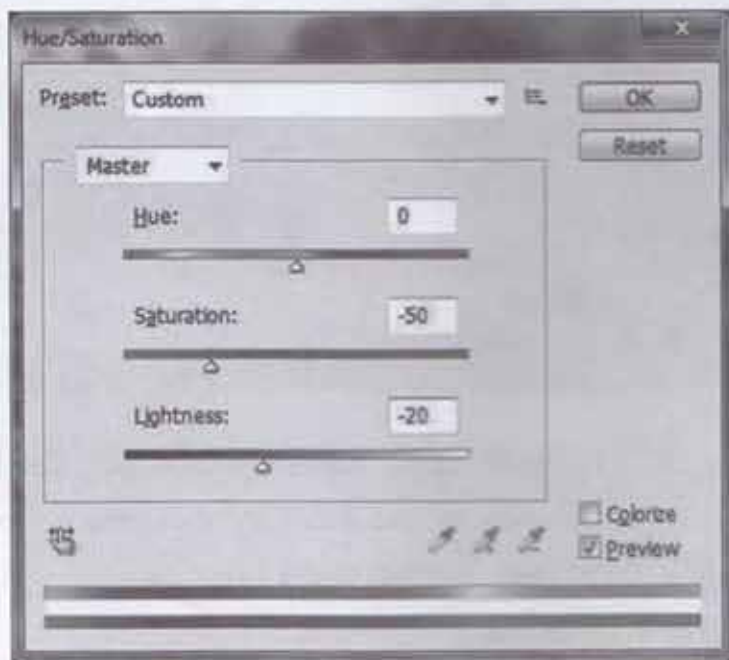 Hue/Saturation
x
Preset: Custom
OK
Reset
Master
Hue: 0
Saturation: -50
Lightness: -20
Colorize
Preview